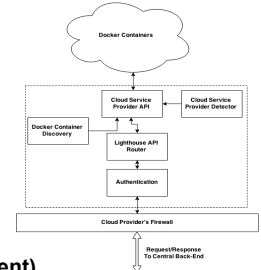 Docker Containers
Cloud Service
Provider API
Cloud Service
Provider Detector
Docker Container
Discovery
Lighthouse API
Router
Authentication
Cloud Provider's Firewall
Request/Response
To Central Back-End
ent)